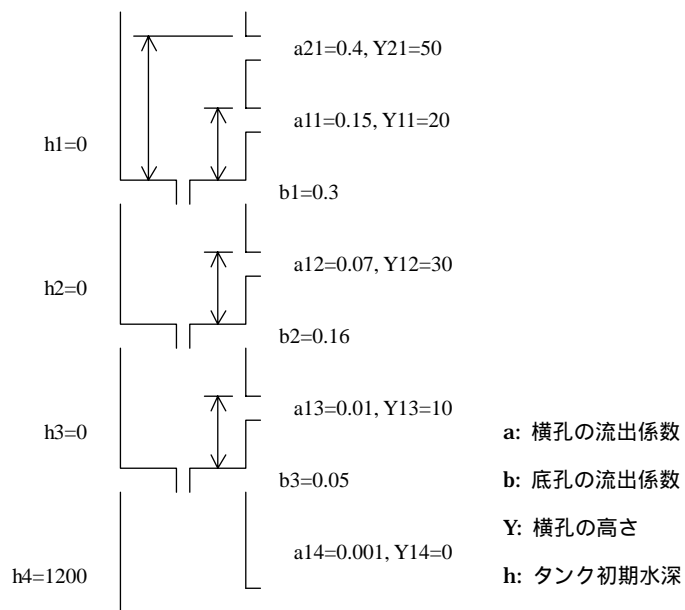 a21=0.4, Y21=50
a11=0.15, Y11=20
h1=0
b1=0.3
a12=0.07, Y12=30
h2=0
b2=0.16
a13=0.01, Y13=10
h3=0
b3=0.05
a14=0.001, Y14=0
h4=1200
a: 横孔の流出係数
b: 底孔の流出係数
Y: 横孔の高さ
h: タンク初期水深